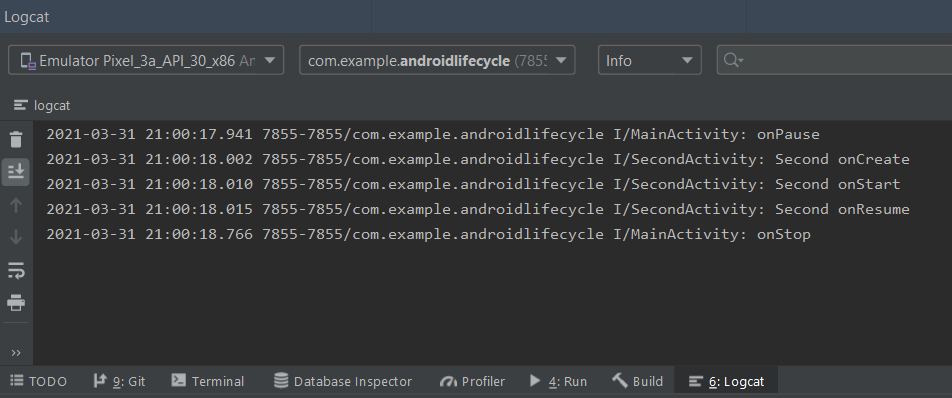 Logcat
Emulator Pixel_3a_API_30_x86 An
com.example.androidlifecycle (7855
Info
logcat
2021-03-31 21:00:17.941 7855-7855/com.example.androidlifecycle I/MainActivity: onPause
2021-03-31 21:00:18.002 7855-7855/com.example.androidlifecycle I/SecondActivity: Second onCreate
2021-03-31 21:00:18.010 7855-7855/com.example.androidlifecycle I/SecondActivity: Second onStart
2021-03-31 21:00:18.015 7855-7855/com.example.androidlifecycle I/SecondActivity: Second onResume
2021-03-31 21:00:18.766 7855-7855/com.example.androidlifecycle I/MainActivity: onStop
TODO 9: Git Terminal Database Inspector Profiler 4: Run Build 6: Logcat